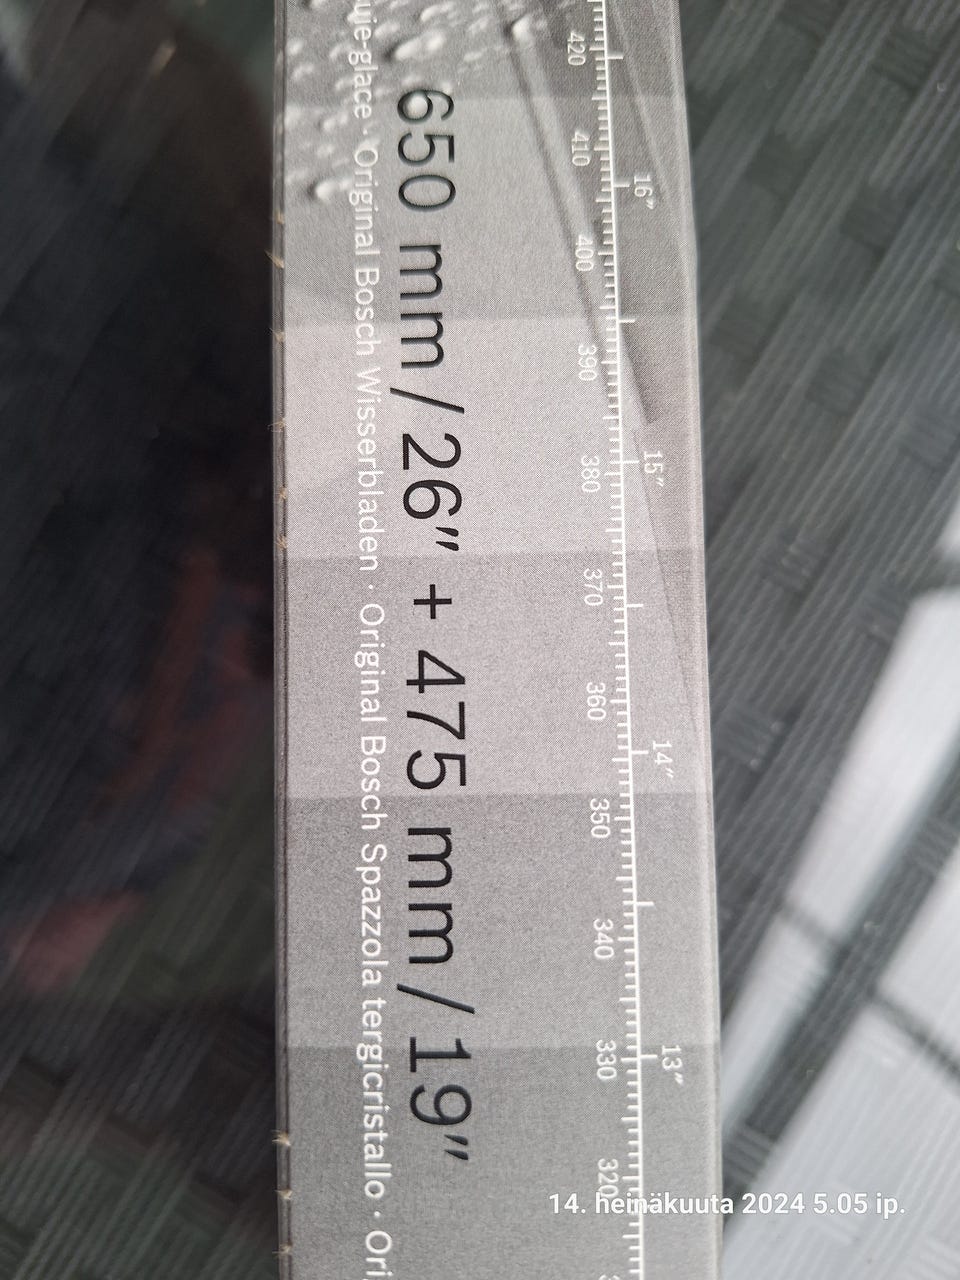 16" 15" 14" 13"
420 410 400 390 380 370 360 350 340 330 320
650 mm / 26" + 475 mm / 19"
Original Bosch Wisserbladen · Original Bosch Spazzola tergicristallo ·
14. heinäkuuta 2024 5.05 ip.